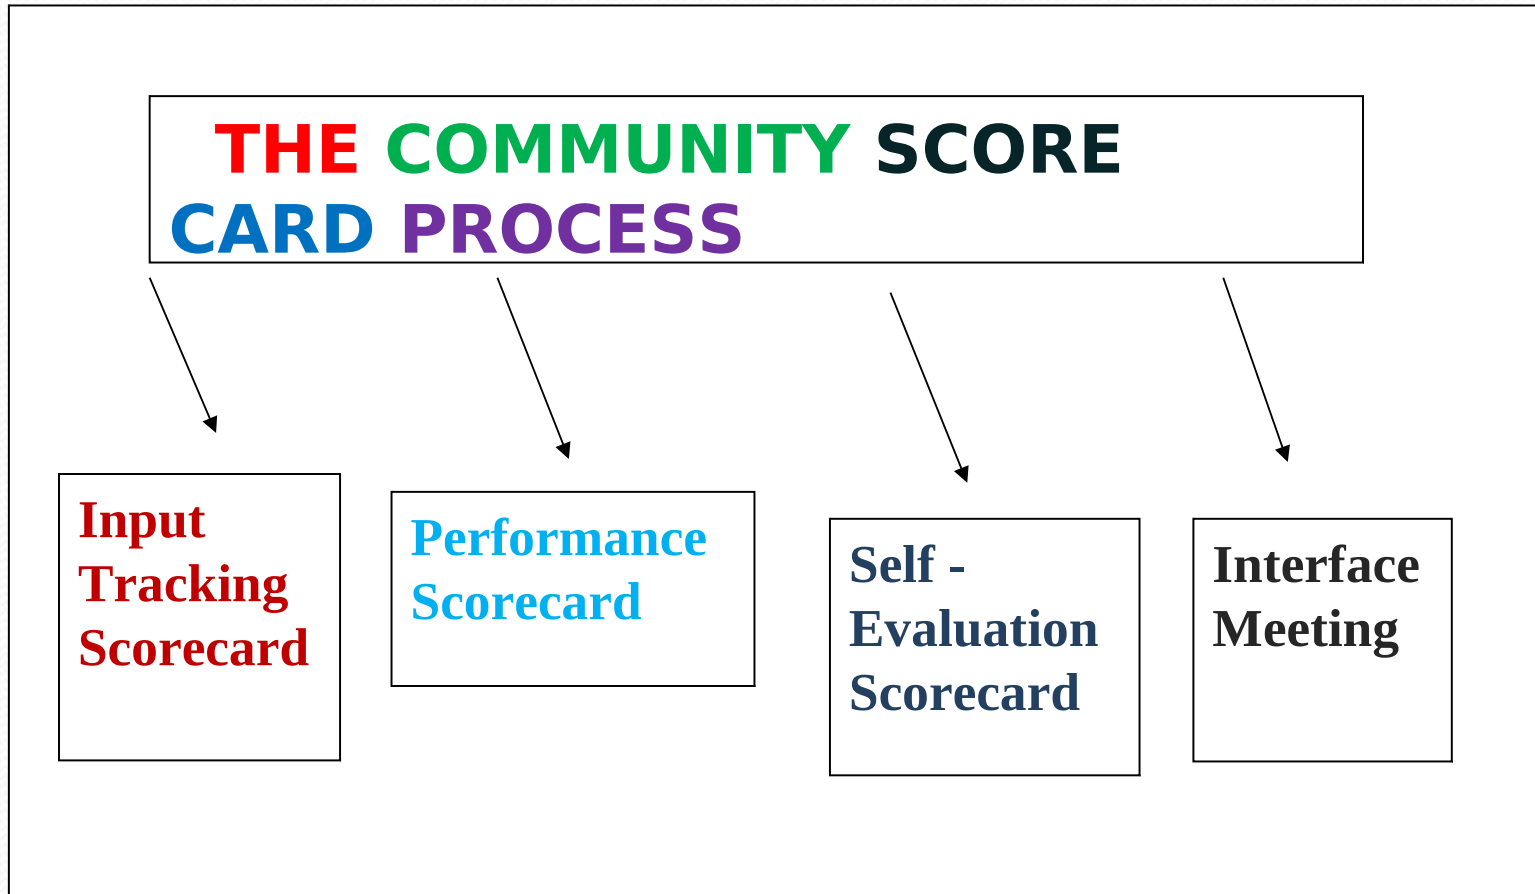 THE COMMUNITY SCORE
CARD PROCESS
Input
Tracking
Scorecard
Performance
Scorecard
Self -
Evaluation
Scorecard
Interface
Meeting